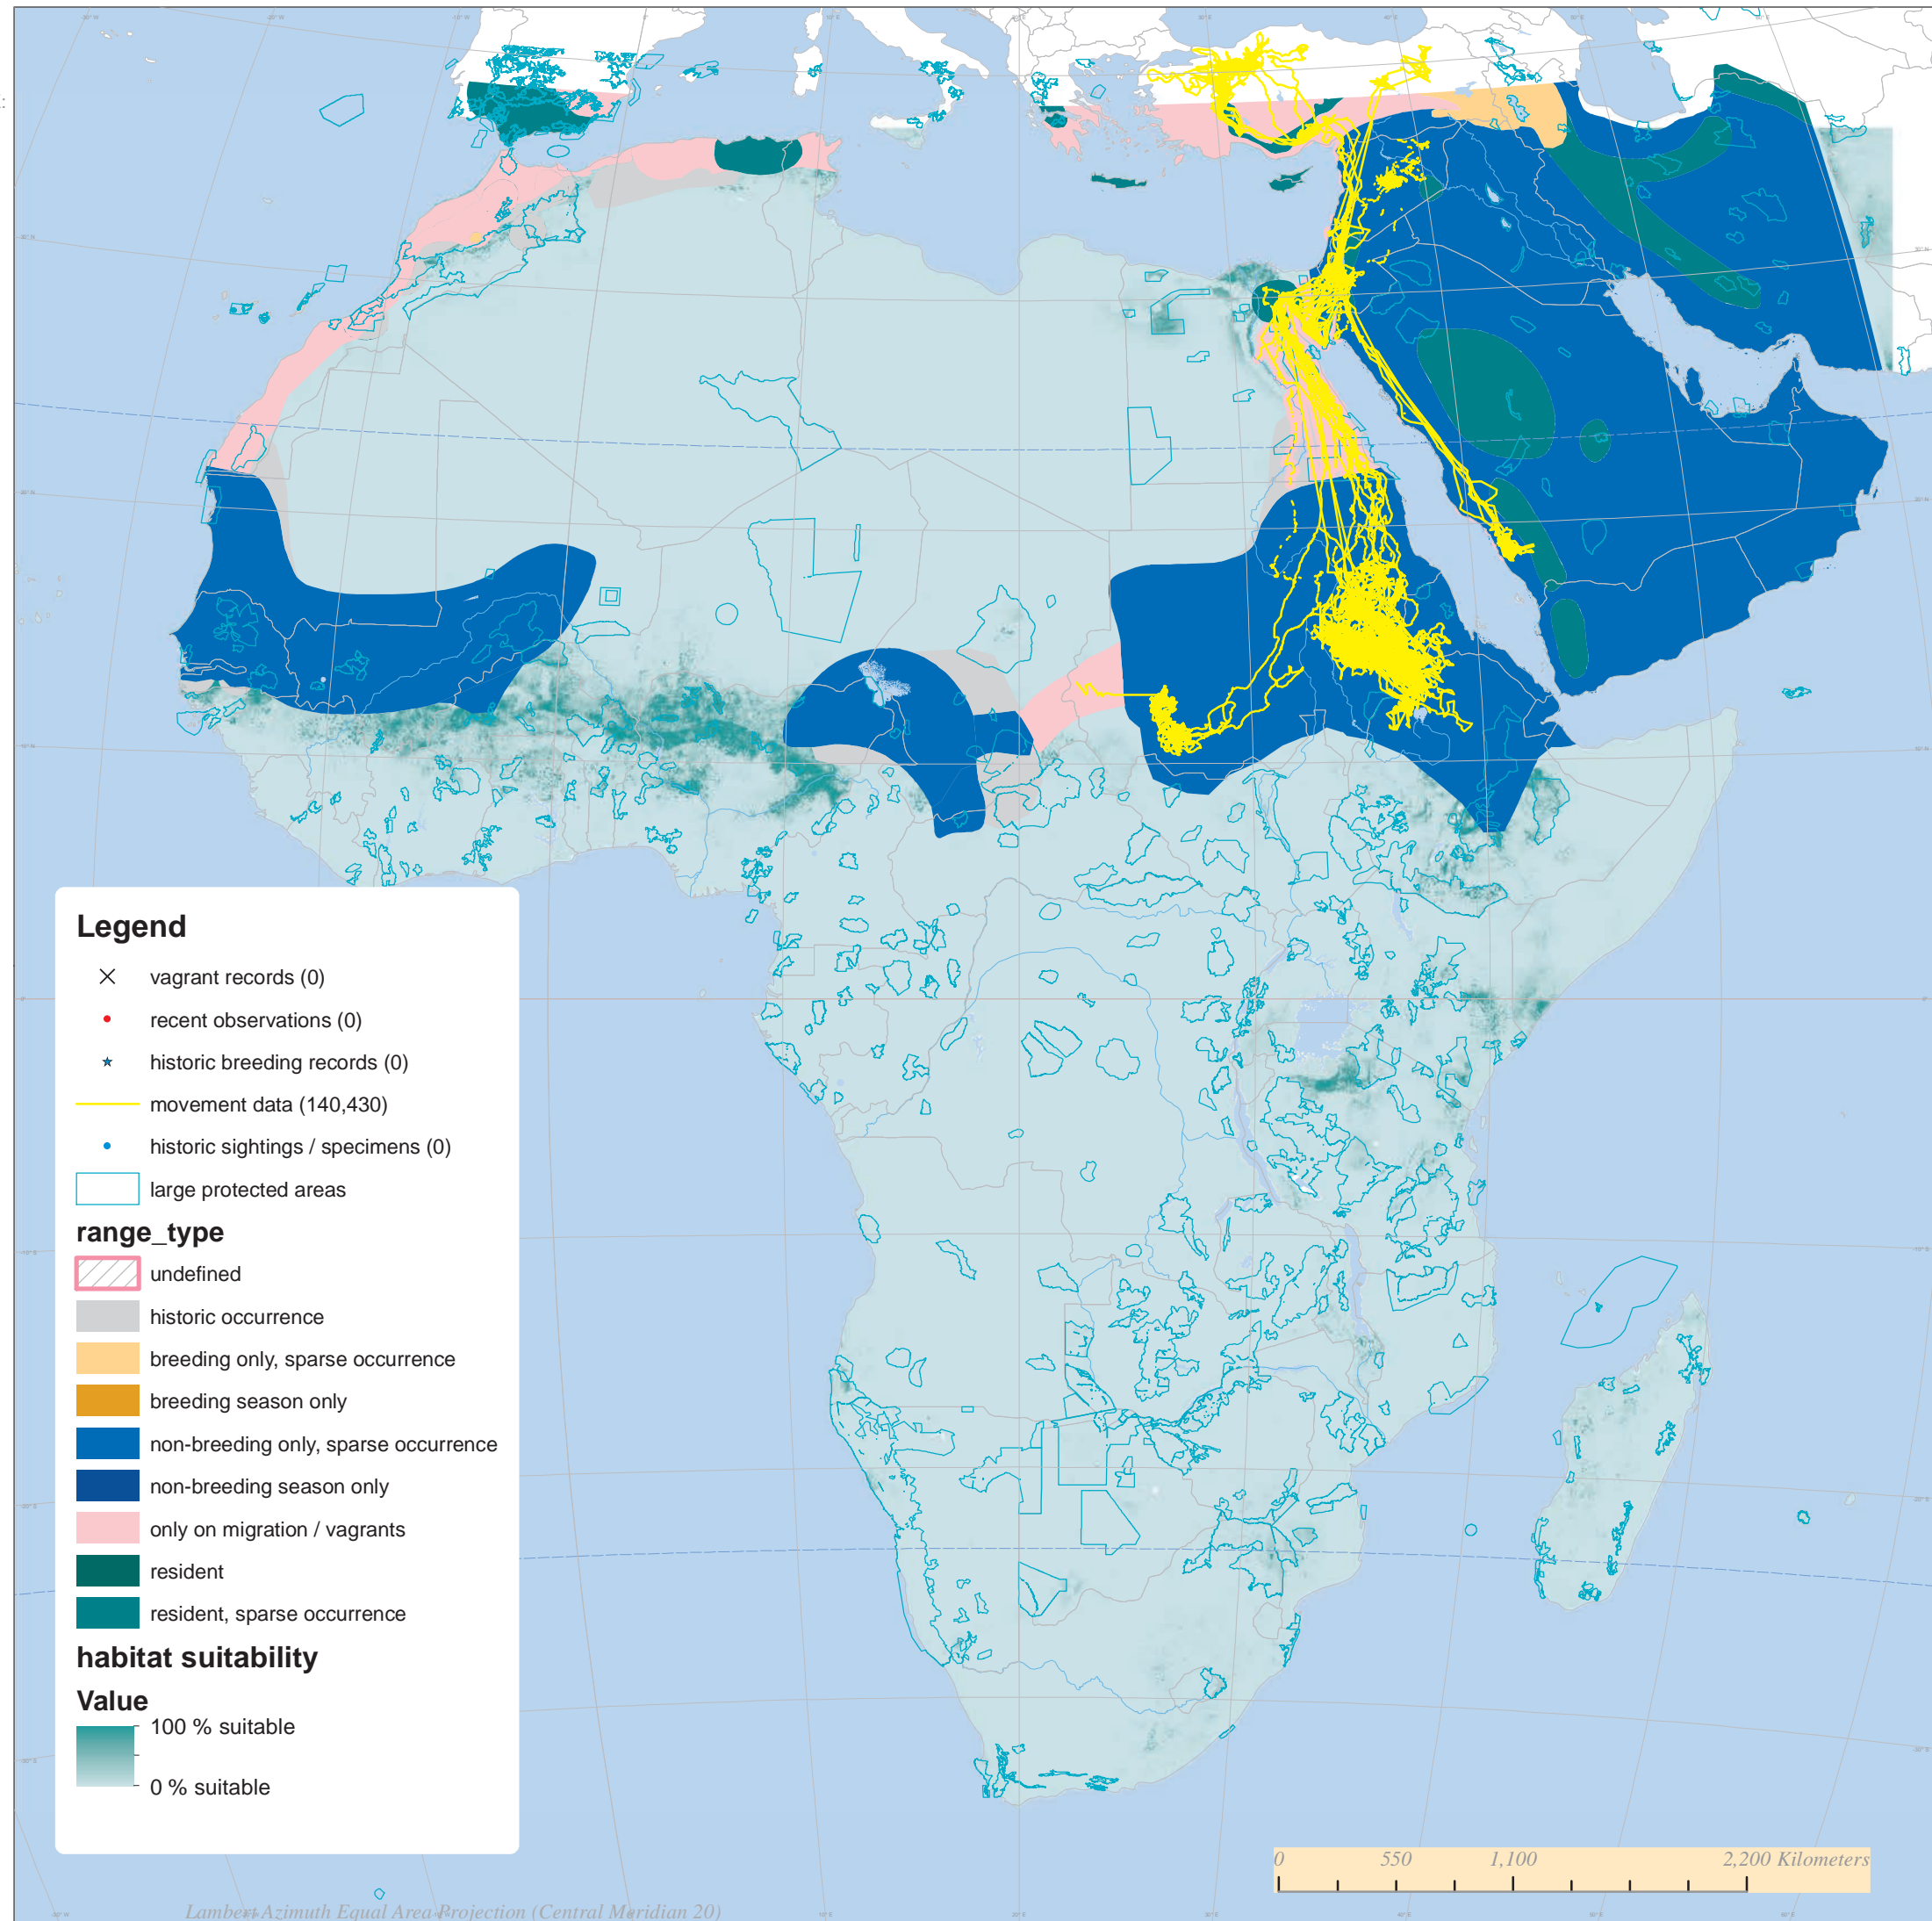 Legend
vagrant records (0)
recent observations (0)
historic breeding records (0)
movement data (140,430)
historic sightings / specimens (0)
large protected areas
range_type
undefined
historic occurrence
breeding only, sparse occurrence
breeding season only
non-breeding only, sparse occurrence
non-breeding season only
only on migration / vagrants
resident
resident, sparse occurrence
habitat suitability
Value
100 % suitable
0 % suitable
0 550 1,100 2,200 Kilometers
Lambert Azimuth Equal Area Projection (Central Meridian 20)